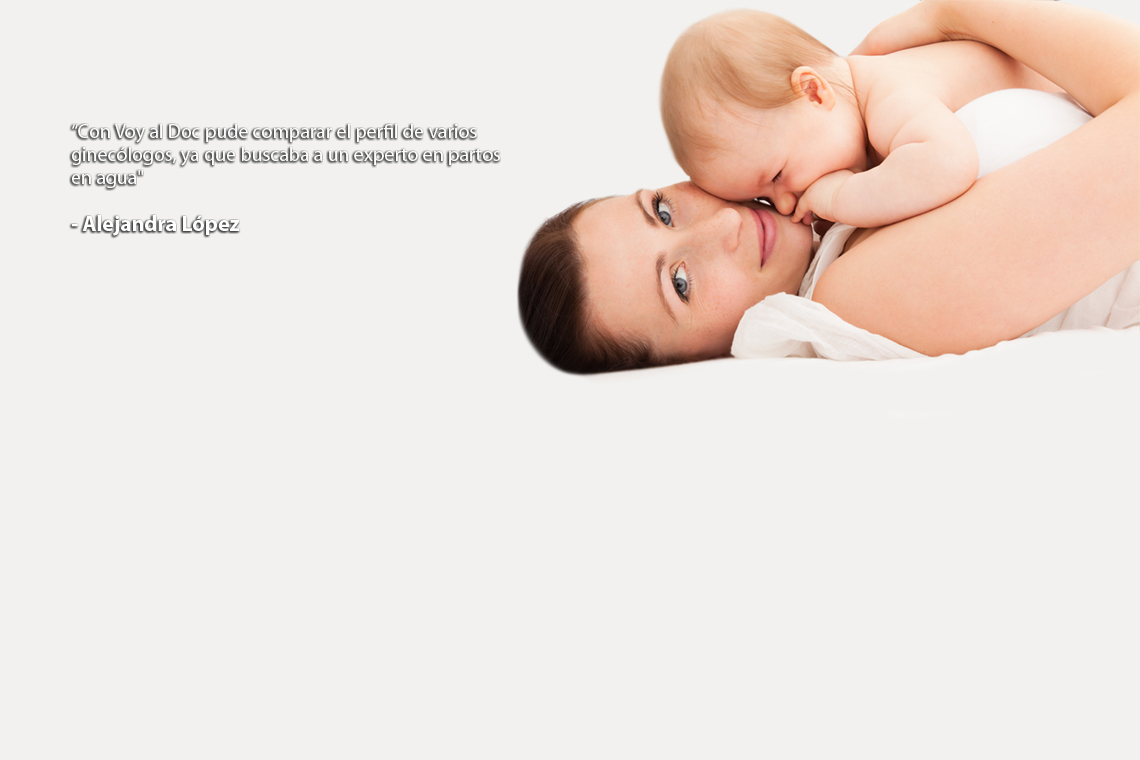 “Con Voy al Doc pude comparar el perfil de varios
ginecólogos, ya que buscaba a un experto en partos
en agua"
- Alejandra López